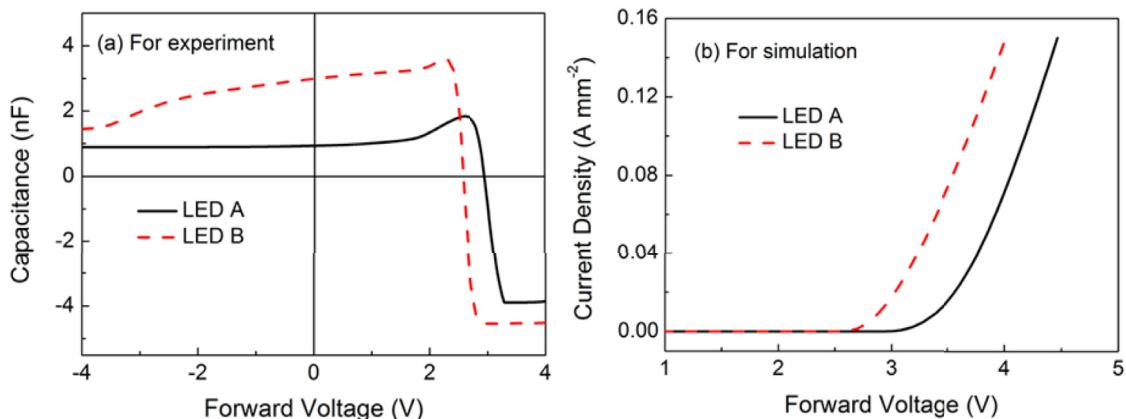 (a) For experiment
Capacitance (nF)
4
2
0
-2
-4
LED A
LED B
-4
-2
0
2
4
Forward Voltage (V)
(b) For simulation
Current Density (A mm⁻²)
0.16
0.12
0.08
0.04
0.00
LED A
LED B
1
2
3
4
5
Forward Voltage (V)